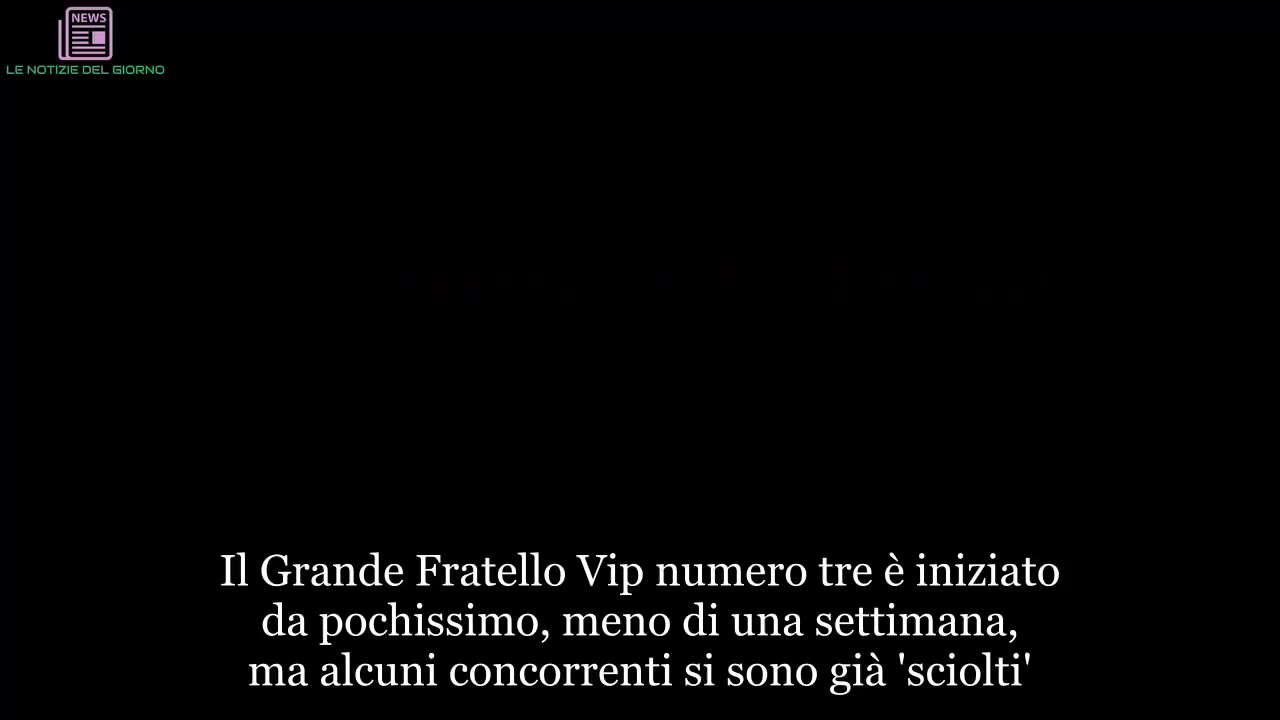 NEWS
LE NOTIZIE DEL GIORNO
Il Grande Fratello Vip numero tre è iniziato
da pochissimo, meno di una settimana,
ma alcuni concorrenti si sono già 'sciolti'